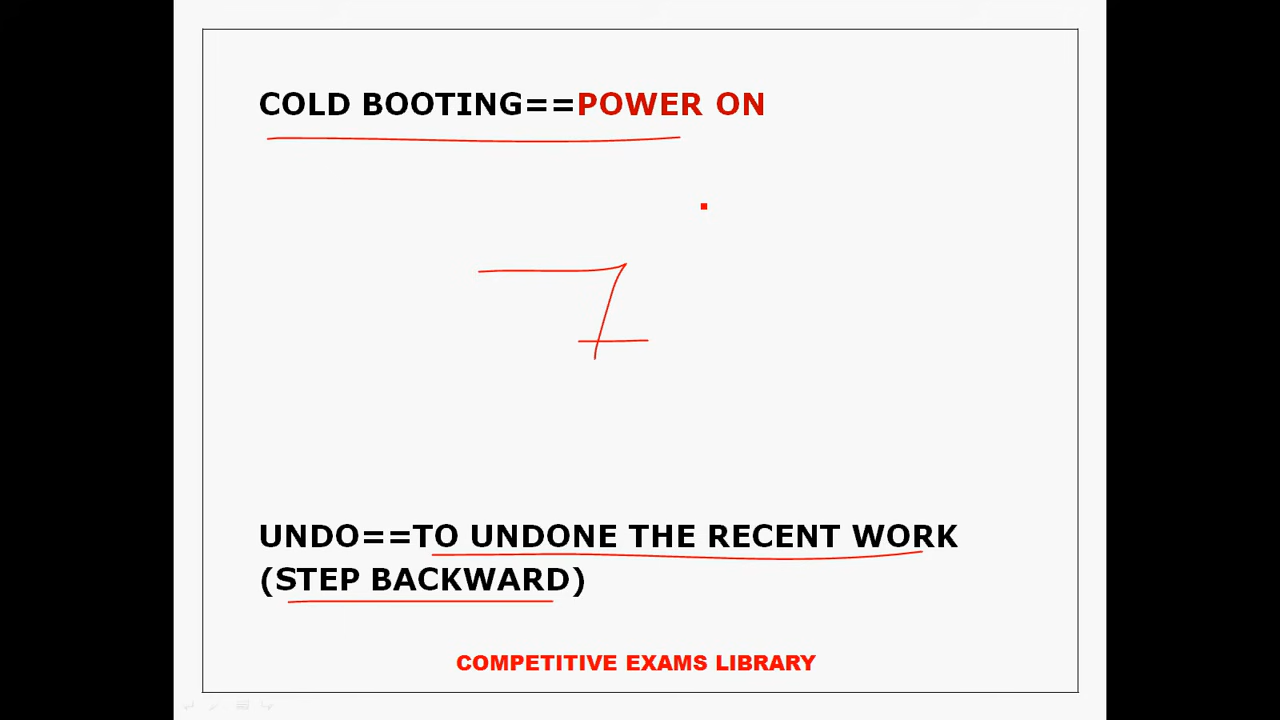 COLD BOOTING==POWER ON
UNDO==TO UNDONE THE RECENT WORK
(STEP BACKWARD)
COMPETITIVE EXAMS LIBRARY